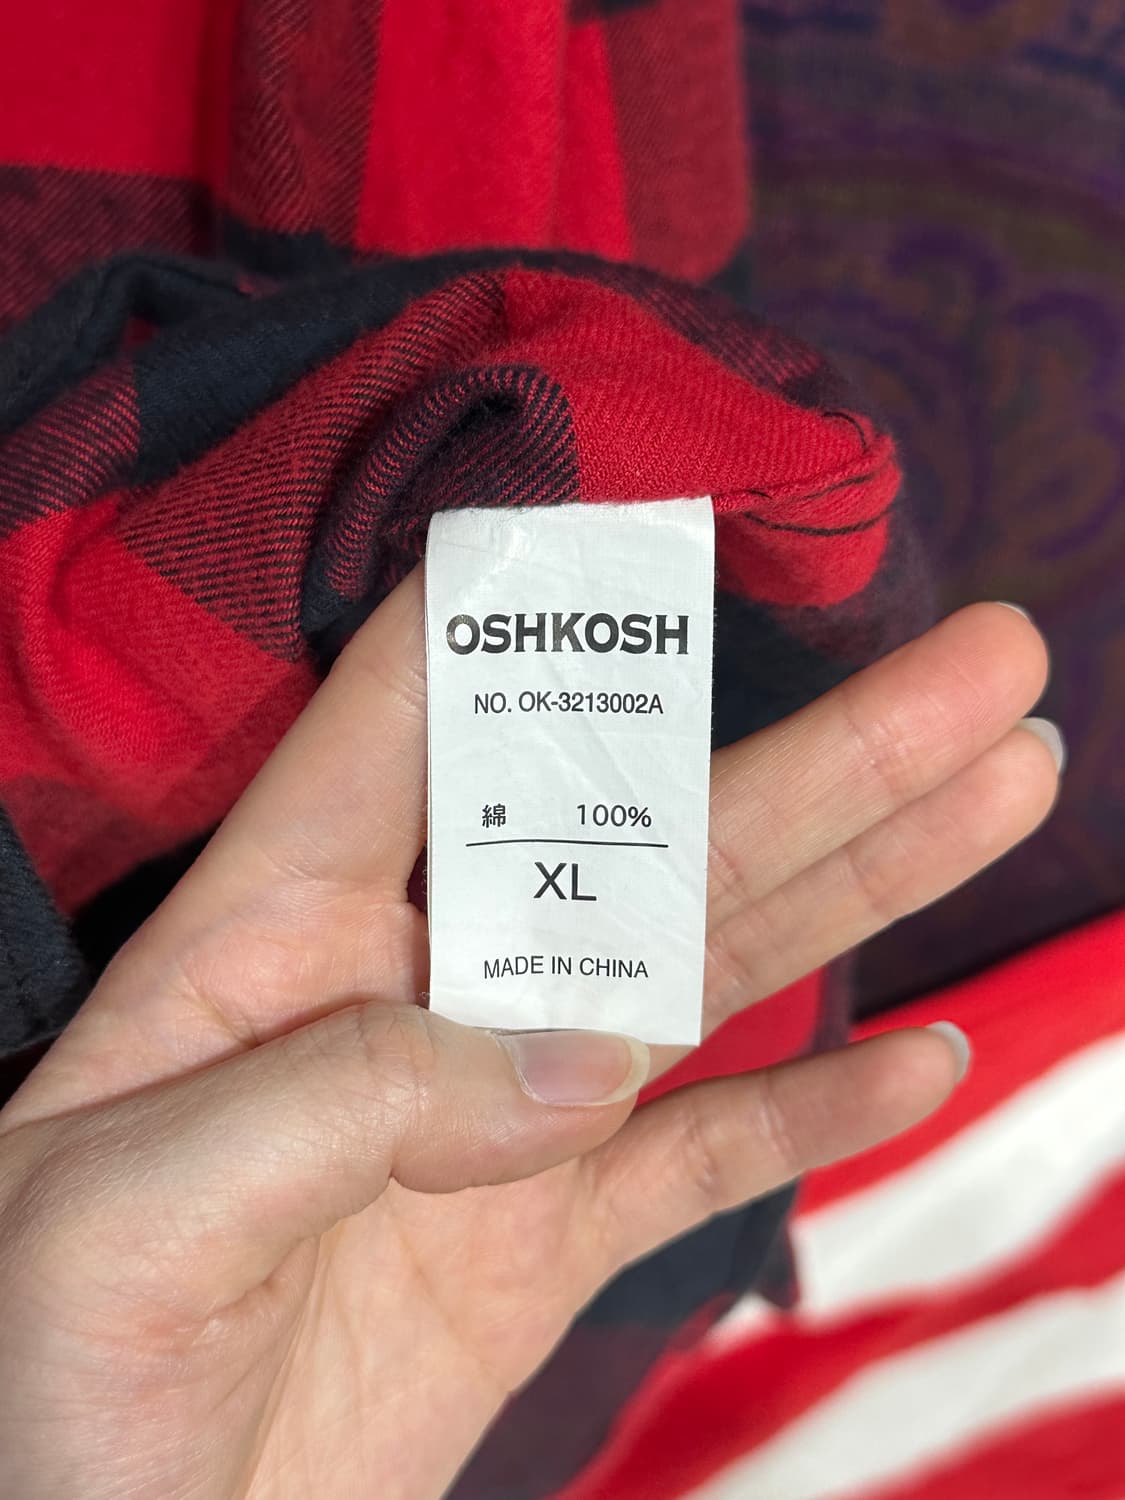 OSHKOSH
NO. OK-3213002A
綿 100%
XL
MADE IN CHINA